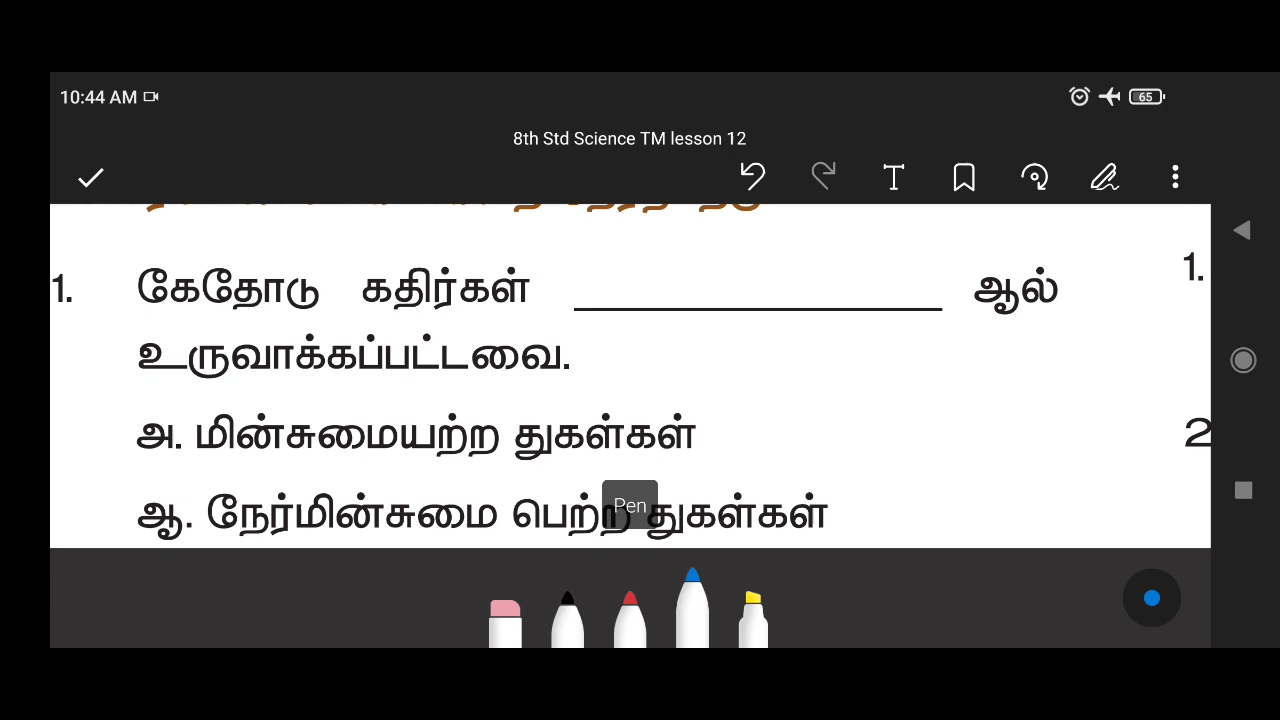 10:44 AM
65
8th Std Science TM lesson 12
1. கேதோடு கதிர்கள் ______________ ஆல்
உருவாக்கப்பட்டவை.
அ. மின்சுமையற்ற துகள்கள்
ஆ. நேர்மின்சுமை பெற்ற துகள்கள்
Pen
1.
2